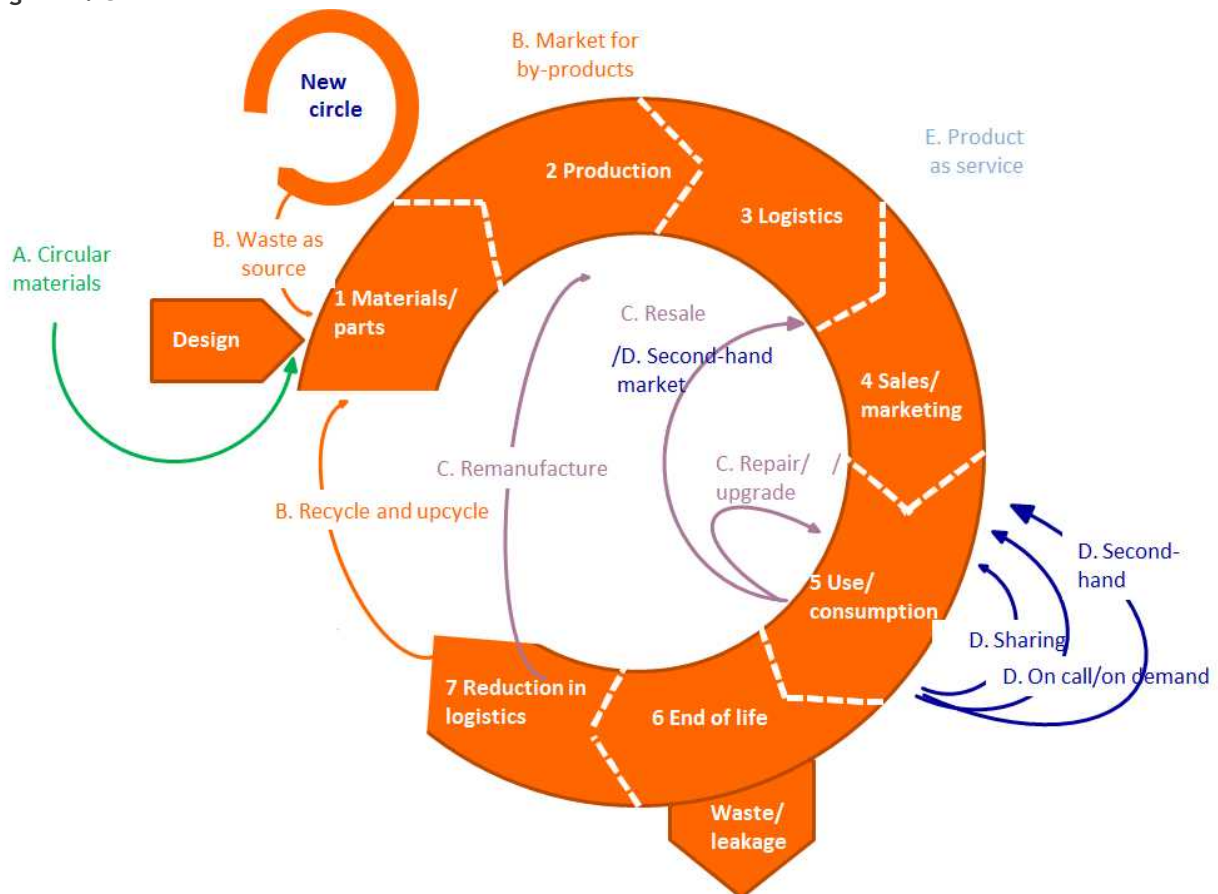 B. Market for
by-products
New
circle
E. Product
as service
2 Production
3 Logistics
B. Waste as
source
A. Circular
materials
1 Materials/
parts
Design
C. Resale
/D. Second-hand
market
4 Sales/
marketing
C. Remanufacture
C. Repair/ /
upgrade
B. Recycle and upcycle
D. Second-
hand
5 Use/
consumption
D. Sharing
D. On call/on demand
7 Reduction in
logistics
6 End of life
Waste/
leakage